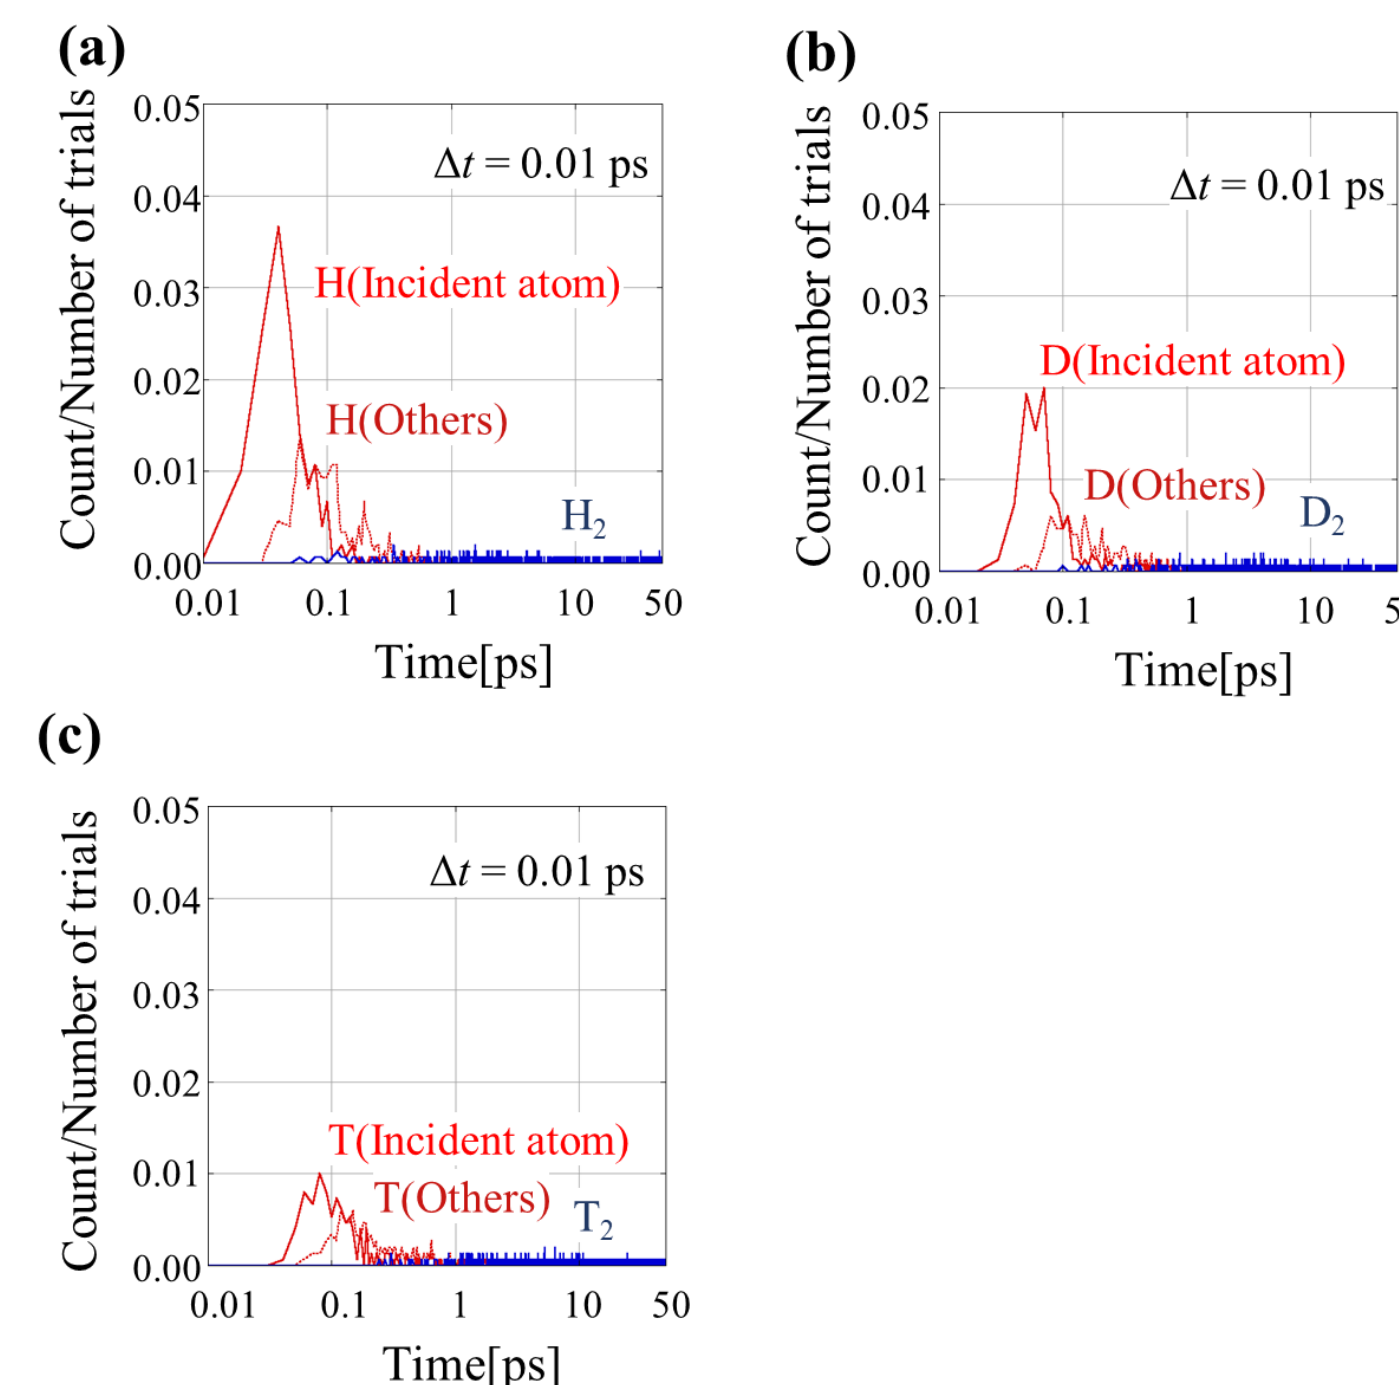 (a)
Count/Number of trials
0.05
0.04
0.03
0.02
0.01
0.00
Δt = 0.01 ps
H(Incident atom)
H(Others)
H₂
0.01 0.1 1 10 50
Time[ps]
(b)
Count/Number of trials
0.05
0.04
0.03
0.02
0.01
0.00
Δt = 0.01 ps
D(Incident atom)
D(Others)
D₂
0.01 0.1 1 10 5
Time[ps]
(c)
Count/Number of trials
0.05
0.04
0.03
0.02
0.01
0.00
Δt = 0.01 ps
T(Incident atom)
T(Others)
T₂
0.01 0.1 1 10 50
Time[ps]